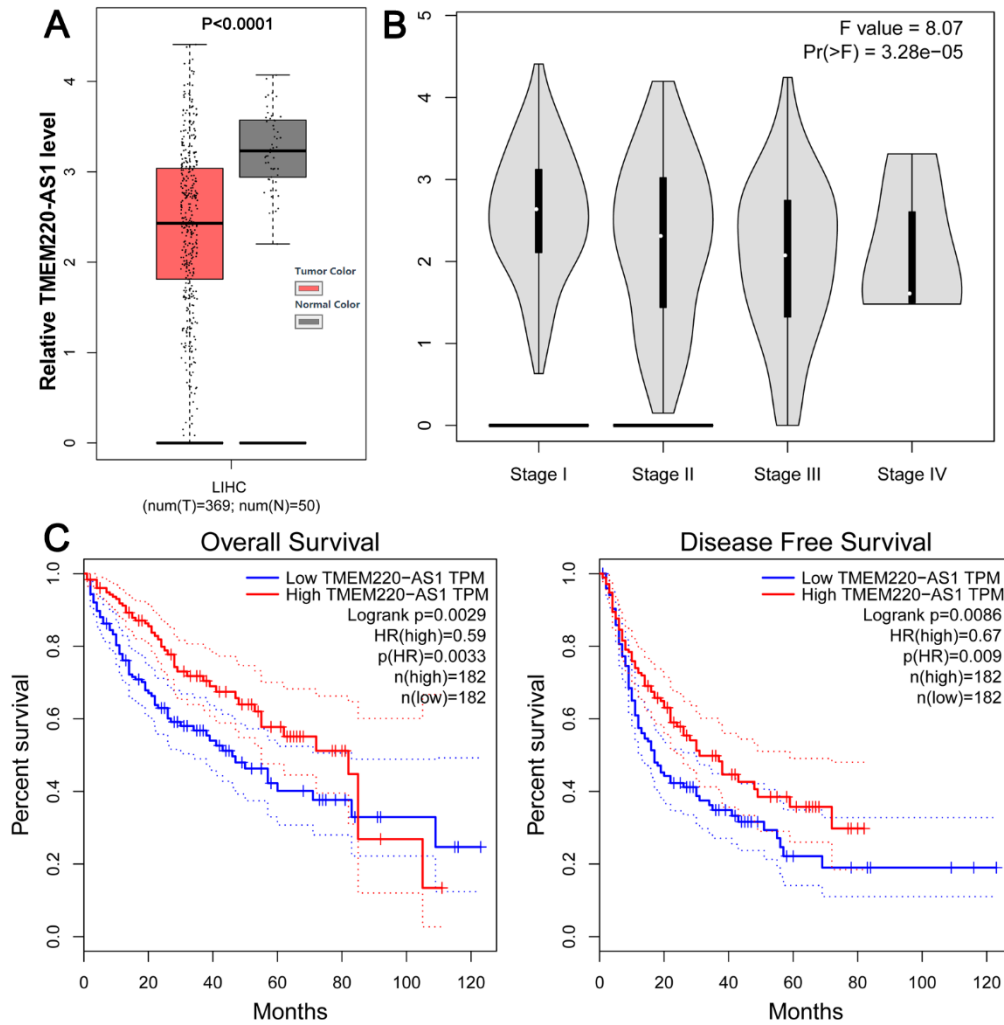 A
P<0.0001
Relative TMEM220-AS1 level
0
1
2
3
4
Tumor Color
Normal Color
LIHC
(num(T)=369; num(N)=50)
B
F value = 8.07
Pr(>F) = 3.28e−05
0
1
2
3
4
5
Stage I
Stage II
Stage III
Stage IV
C
Overall Survival
Low TMEM220−AS1 TPM
High TMEM220−AS1 TPM
Logrank p=0.0029
HR(high)=0.59
p(HR)=0.0033
n(high)=182
n(low)=182
Percent survival
0.0
0.2
0.4
0.6
0.8
1.0
0 20 40 60 80 100 120
Months
Disease Free Survival
Low TMEM220−AS1 TPM
High TMEM220−AS1 TPM
Logrank p=0.0086
HR(high)=0.67
p(HR)=0.009
n(high)=182
n(low)=182
Percent survival
0.0
0.2
0.4
0.6
0.8
1.0
0 20 40 60 80 100 120
Months